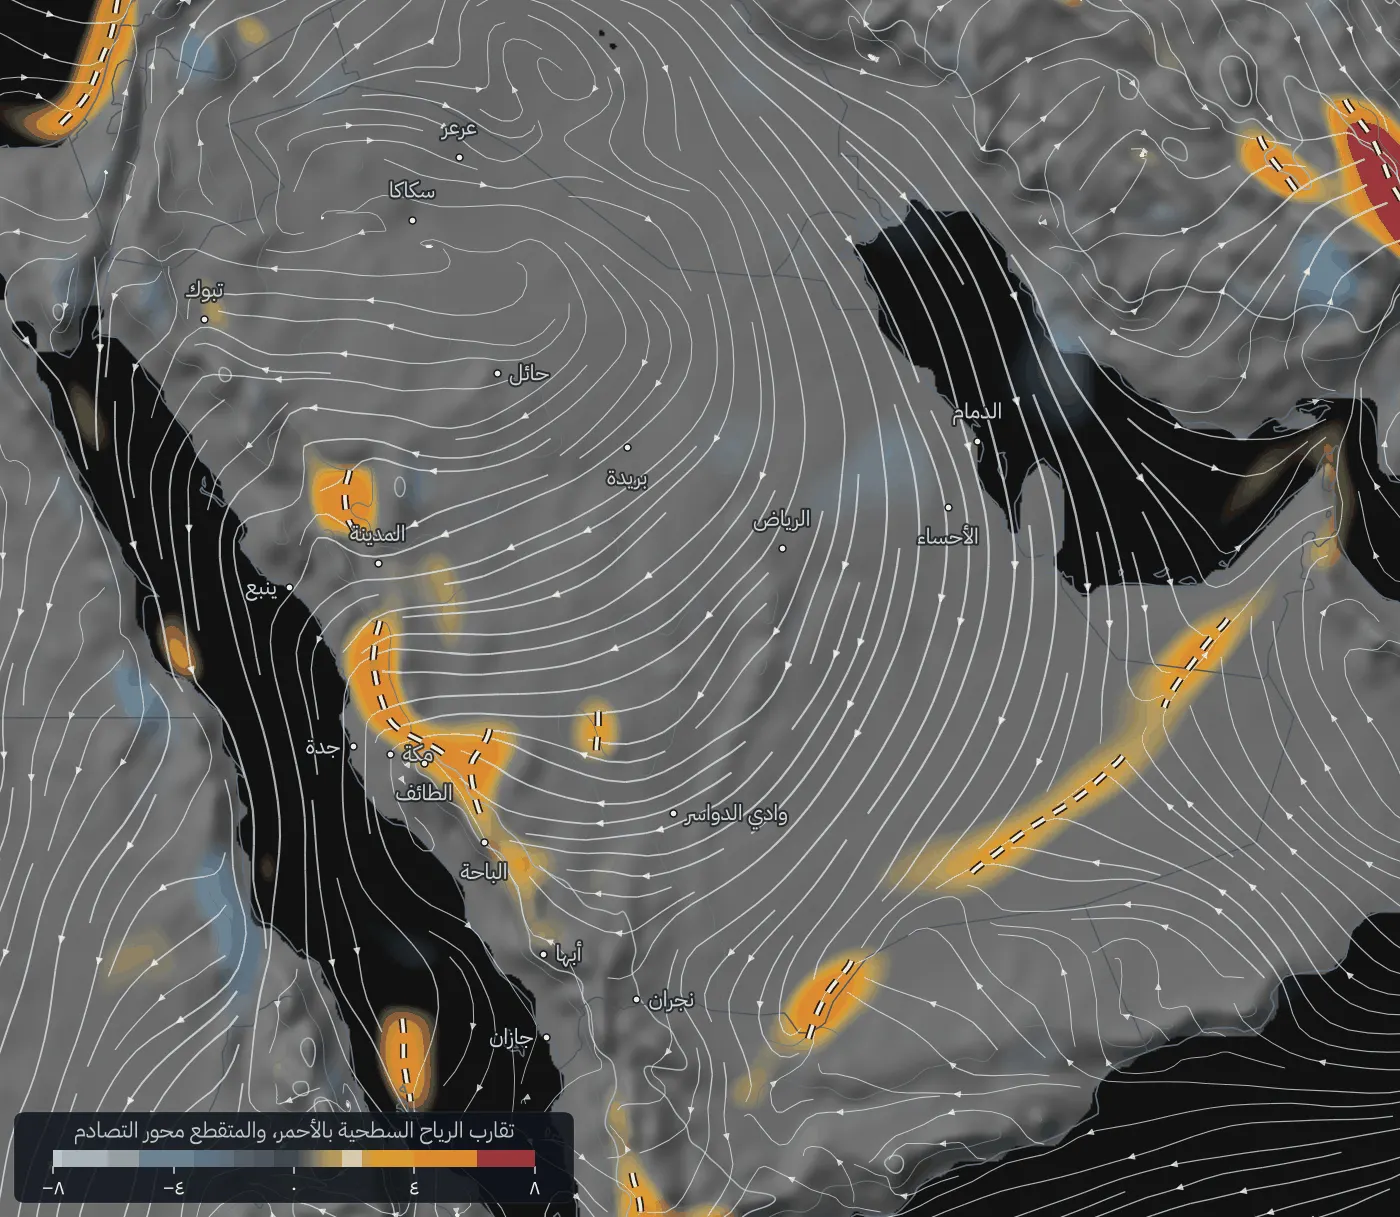 عرعر
سكاكا
تبوك
حائل
الدمام
بريدة
الرياض
المدينة
الأحساء
ينبع
جدة
مكة
الطائف
وادي الدواسر
الباحة
أبها
نجران
جازان
تقارب الرياح السطحية بالأحمر، والمتقطع محور التصادم
−٨ −٤ ٠ ٤ ٨